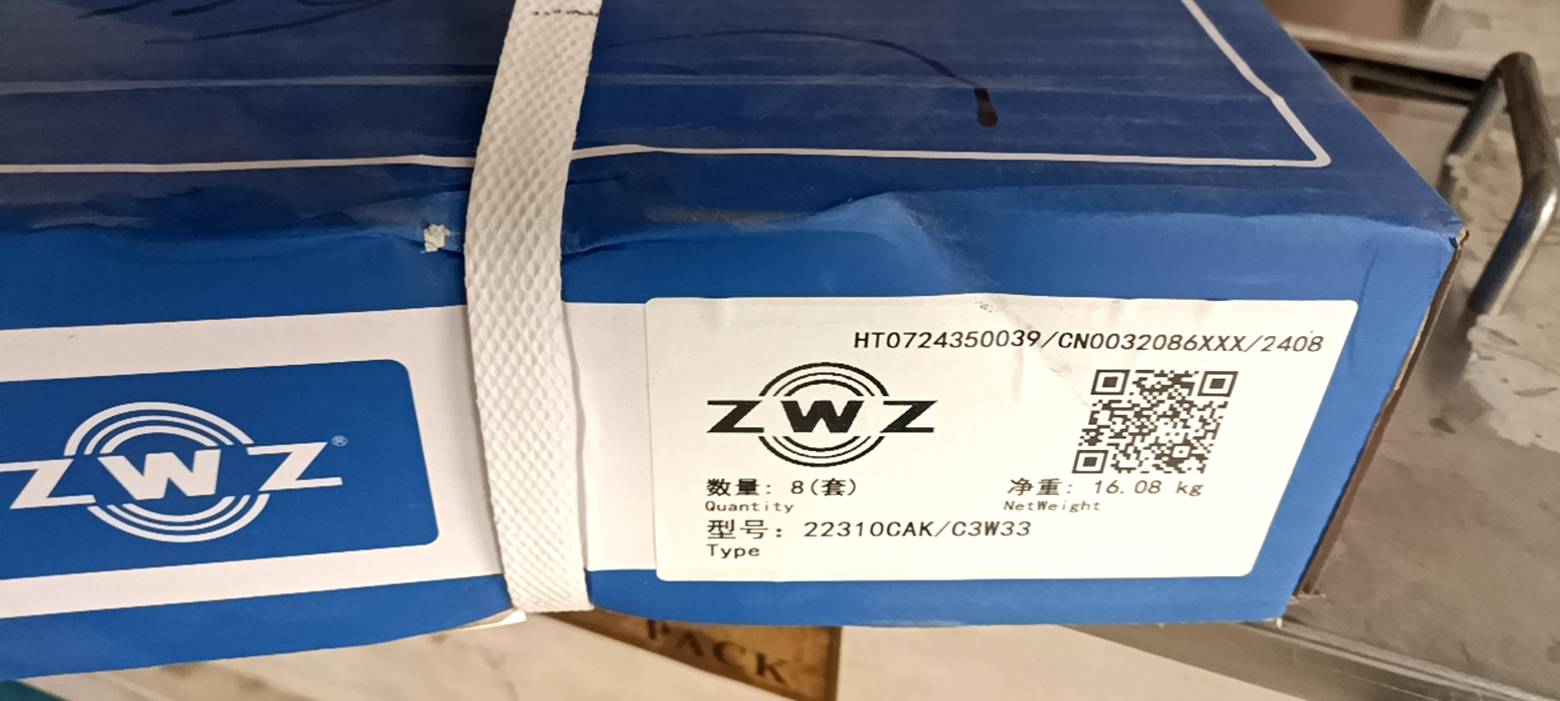 HT0724350039/CN0032086XXX/2408
ZWZ
ZWZ®
数量: 8(套)
Quantity
净重: 16.08 kg
NetWeight
型号: 22310CAK/C3W33
Type
PACK